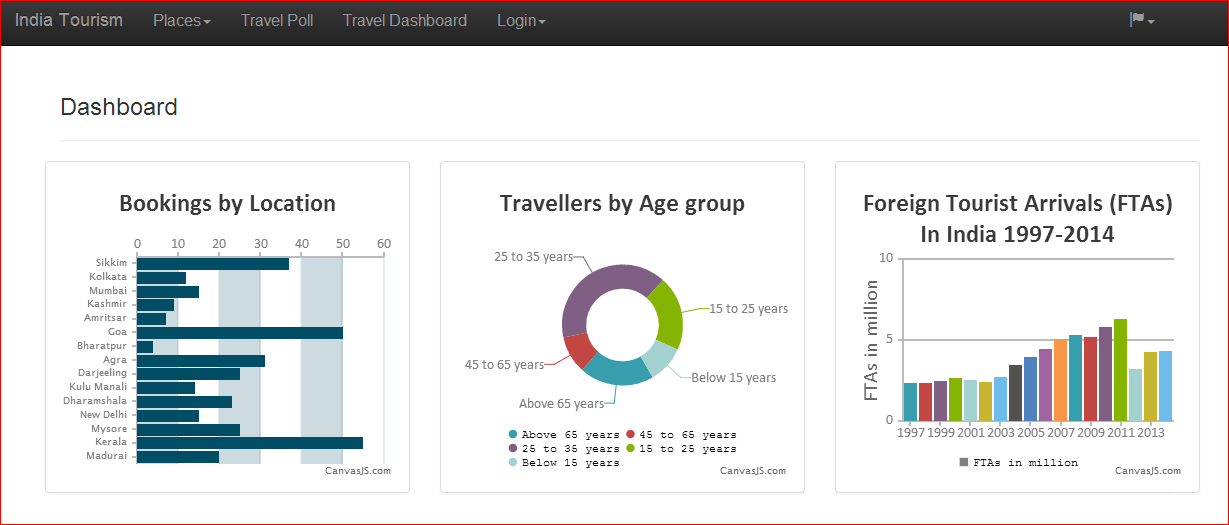 India Tourism Places Travel Poll Travel Dashboard Login
Dashboard
Bookings by Location
0 10 20 30 40 50 60
Sikkim
Kolkata
Mumbai
Kashmir
Amritsar
Goa
Bharatpur
Agra
Darjeeling
Kulu Manali
Dharamshala
New Delhi
Mysore
Kerala
Madurai
CanvasJS.com
Travellers by Age group
25 to 35 years
15 to 25 years
45 to 65 years
Below 15 years
Above 65 years
Above 65 years 45 to 65 years
25 to 35 years 15 to 25 years
Below 15 years
CanvasJS.com
Foreign Tourist Arrivals (FTAs)
In India 1997-2014
FTAs in million
10
5
0
1997 1999 2001 2003 2005 2007 2009 2011 2013
FTAs in million
CanvasJS.com